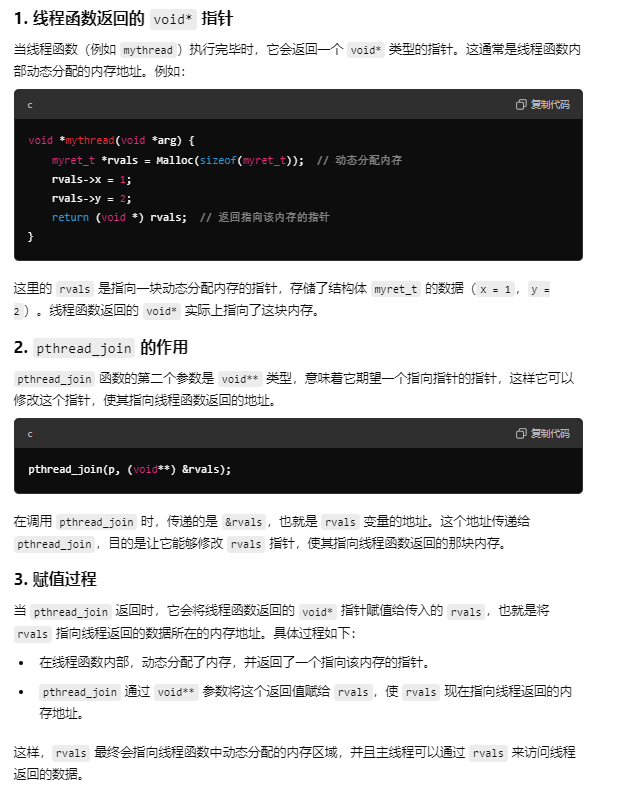 1. 线程函数返回的 void* 指针
当线程函数（例如 mythread）执行完毕时，它会返回一个 void* 类型的指针。这通常是线程函数内
部动态分配的内存地址。例如：
c 复制代码
void *mythread(void *arg) {
    myret_t *rvals = Malloc(sizeof(myret_t));  // 动态分配内存
    rvals->x = 1;
    rvals->y = 2;
    return (void *) rvals;  // 返回指向该内存的指针
}
这里的 rvals 是指向一块动态分配内存的指针，存储了结构体 myret_t 的数据（x = 1，y =
2）。线程函数返回的 void* 实际上指向了这块内存。
2. pthread_join 的作用
pthread_join 函数的第二个参数是 void** 类型，意味着它期望一个指向指针的指针，这样它可以
修改这个指针，使其指向线程函数返回的地址。
c 复制代码
pthread_join(p, (void**) &rvals);
在调用 pthread_join 时，传递的是 &rvals，也就是 rvals 变量的地址。这个地址传递给
pthread_join，目的是让它能够修改 rvals 指针，使其指向线程函数返回的那块内存。
3. 赋值过程
当 pthread_join 返回时，它会将线程函数返回的 void* 指针赋值给传入的 rvals，也就是将
rvals 指向线程返回的数据所在的内存地址。具体过程如下：
• 在线程函数内部，动态分配了内存，并返回了一个指向该内存的指针。
• pthread_join 通过 void** 参数将这个返回值赋给 rvals，使 rvals 现在指向线程返回的内
存地址。
这样，rvals 最终会指向线程函数中动态分配的内存区域，并且主线程可以通过 rvals 来访问线程
返回的数据。